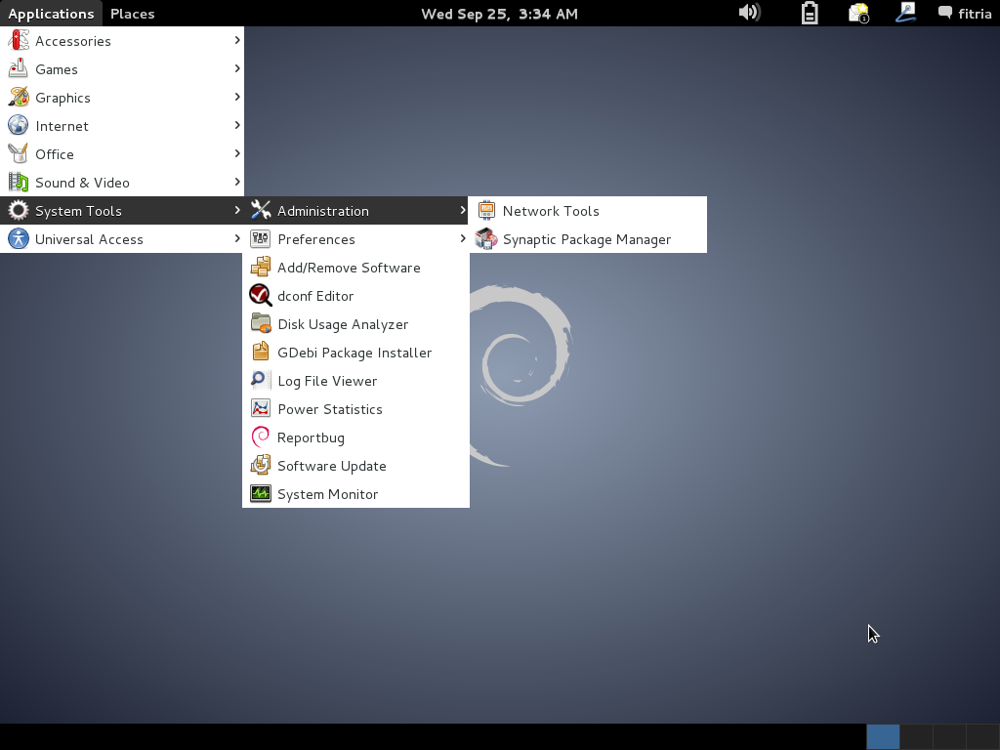 Applications Places Wed Sep 25, 3:34 AM 1 fitria
Accessories
Games
Graphics
Internet
Office
Sound & Video
System Tools
Universal Access
Administration
Preferences
Add/Remove Software
dconf Editor
Disk Usage Analyzer
GDebi Package Installer
Log File Viewer
Power Statistics
Reportbug
Software Update
System Monitor
Network Tools
Synaptic Package Manager